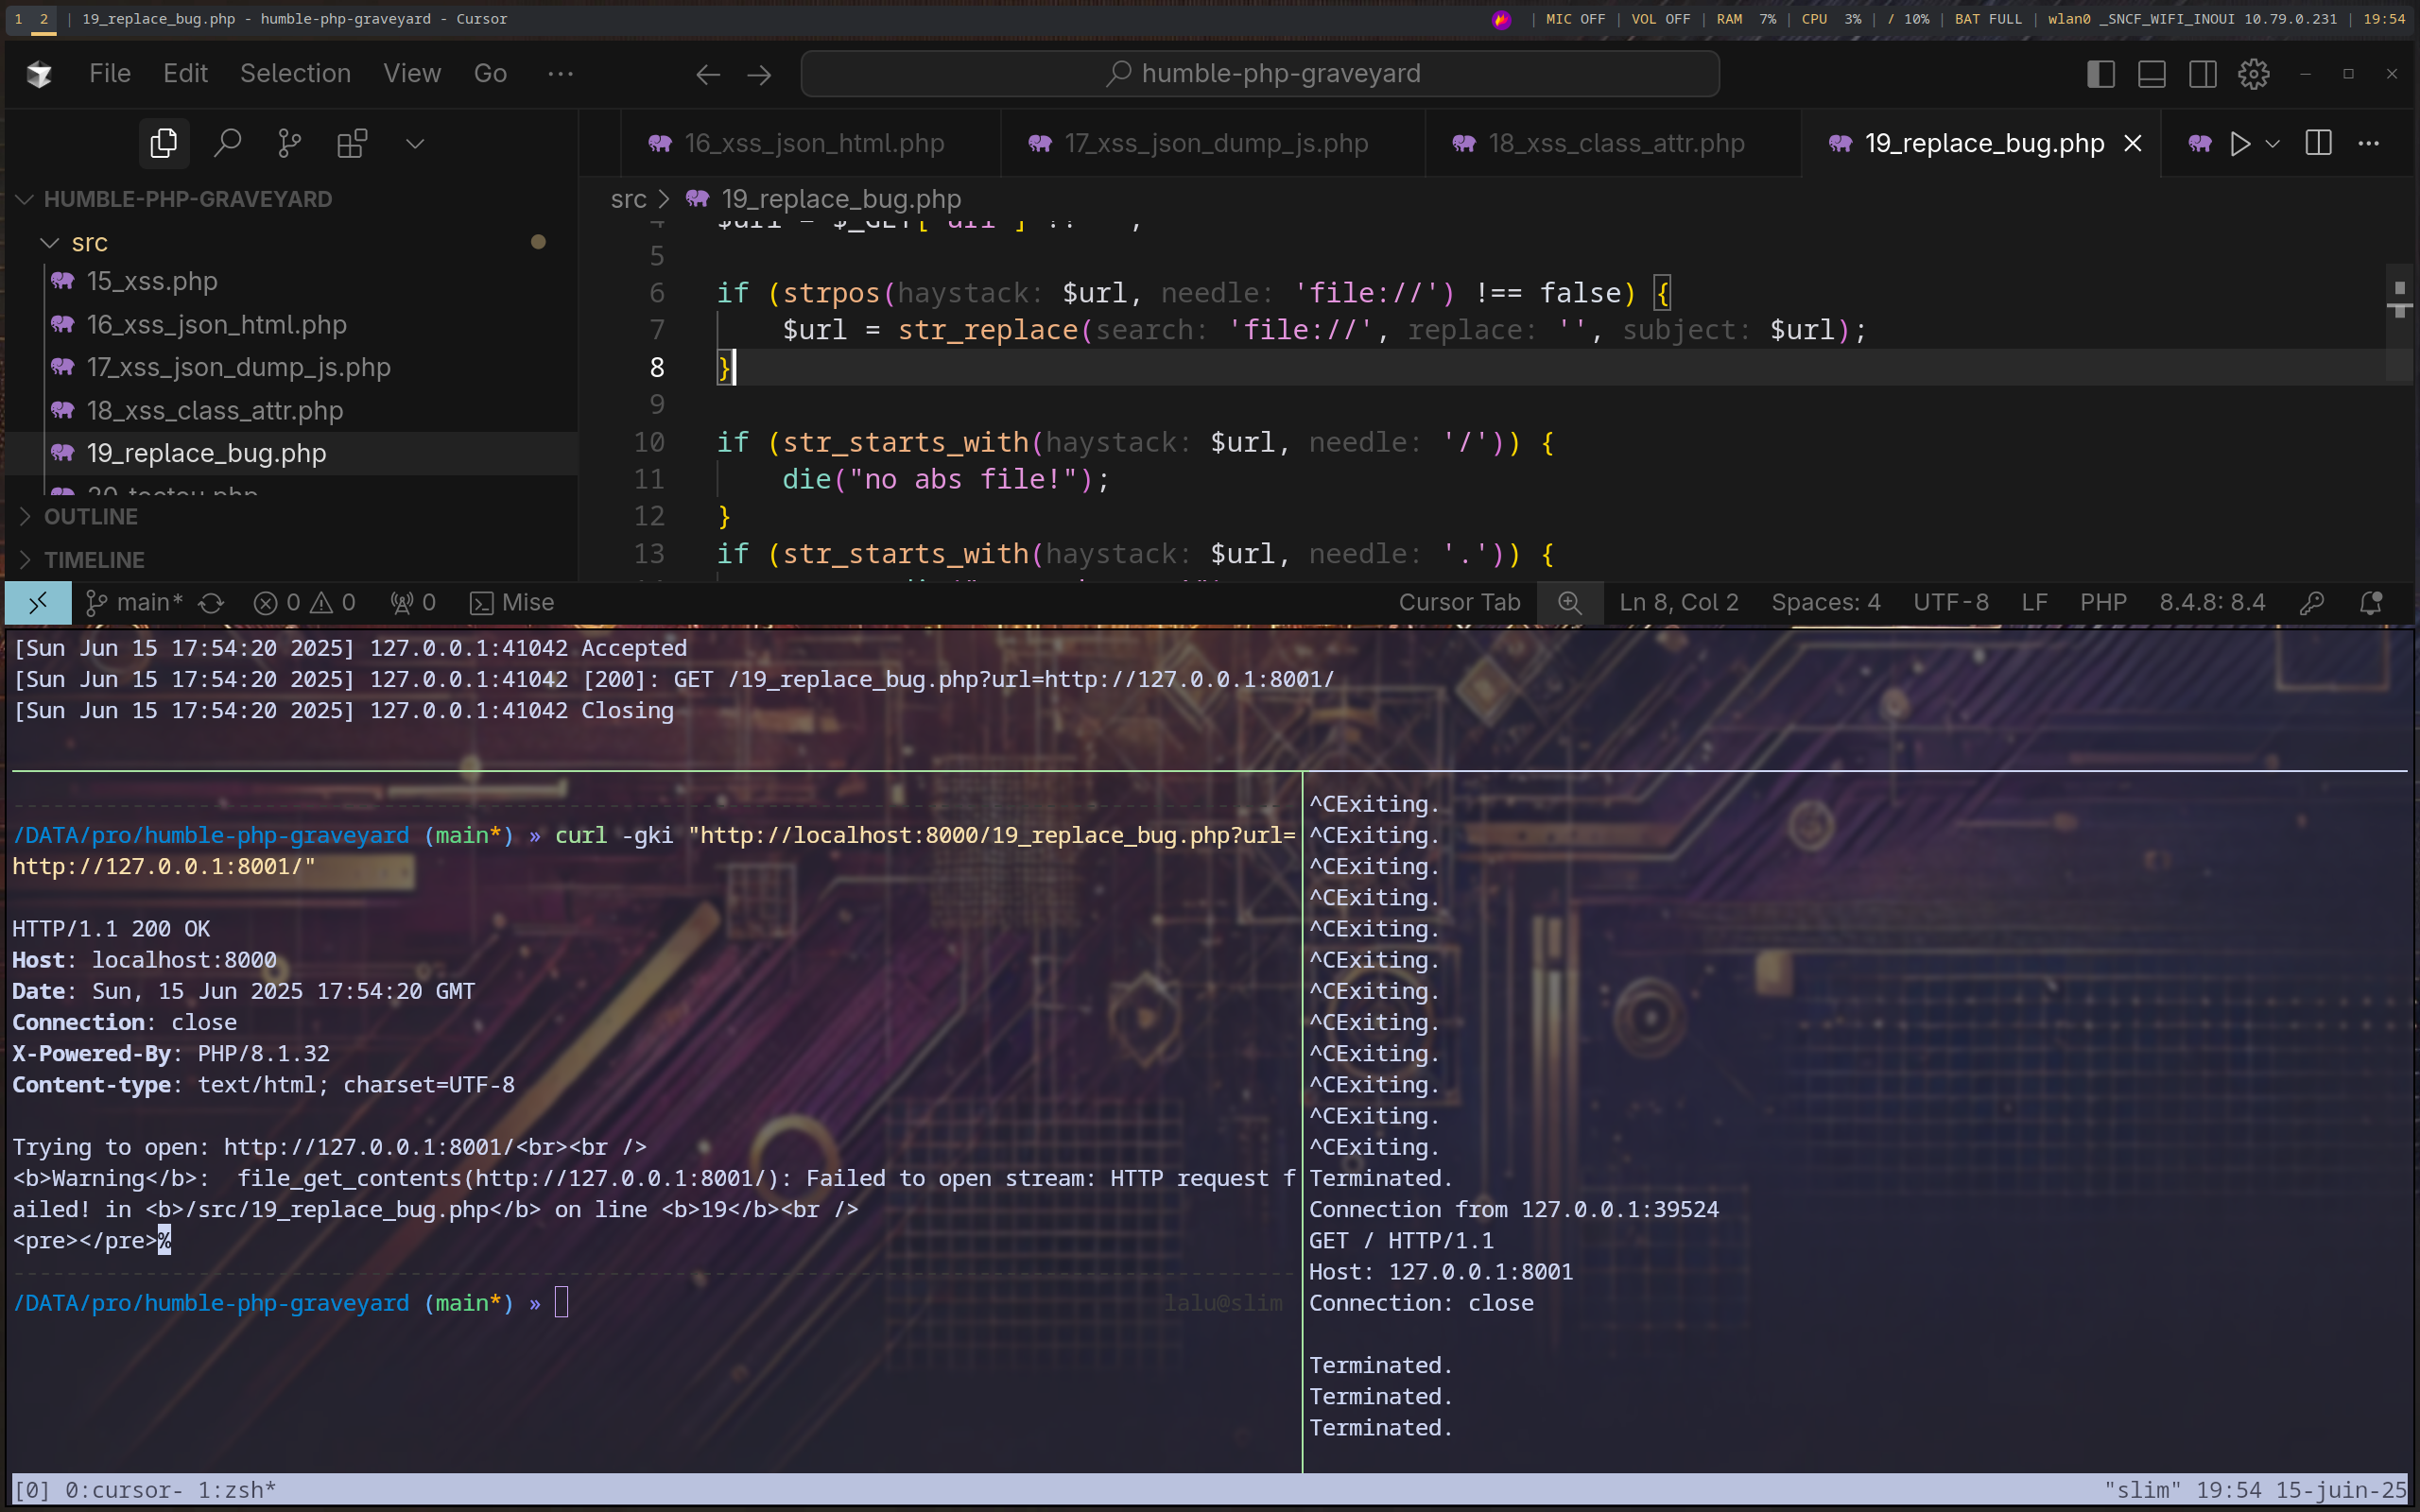 1 2 | 19_replace_bug.php - humble-php-graveyard - Cursor | MIC OFF | VOL OFF | RAM 7% | CPU 3% | / 10% | BAT FULL | wlan0 _SNCF_WIFI_INOUI 10.79.0.231 | 19:54
File Edit Selection View Go ··· humble-php-graveyard
16_xss_json_html.php 17_xss_json_dump_js.php 18_xss_class_attr.php 19_replace_bug.php
HUMBLE-PHP-GRAVEYARD
src
15_xss.php
16_xss_json_html.php
17_xss_json_dump_js.php
18_xss_class_attr.php
19_replace_bug.php
OUTLINE
TIMELINE
src > 19_replace_bug.php
4 $url = $_GET['url'] ?? '';
5
6 if (strpos(haystack: $url, needle: 'file://') !== false) {
7 $url = str_replace(search: 'file://', replace: '', subject: $url);
8 }
9
10 if (str_starts_with(haystack: $url, needle: '/')) {
11 die("no abs file!");
12 }
13 if (str_starts_with(haystack: $url, needle: '.')) {
main* 0 0 0 Mise Cursor Tab Ln 8, Col 2 Spaces: 4 UTF-8 LF PHP 8.4.8: 8.4
[Sun Jun 15 17:54:20 2025] 127.0.0.1:41042 Accepted
[Sun Jun 15 17:54:20 2025] 127.0.0.1:41042 [200]: GET /19_replace_bug.php?url=http://127.0.0.1:8001/
[Sun Jun 15 17:54:20 2025] 127.0.0.1:41042 Closing
/DATA/pro/humble-php-graveyard (main*) » curl -gki "http://localhost:8000/19_replace_bug.php?url=
http://127.0.0.1:8001/"
HTTP/1.1 200 OK
Host: localhost:8000
Date: Sun, 15 Jun 2025 17:54:20 GMT
Connection: close
X-Powered-By: PHP/8.1.32
Content-type: text/html; charset=UTF-8
Trying to open: http://127.0.0.1:8001/<br><br />
<b>Warning</b>:  file_get_contents(http://127.0.0.1:8001/): Failed to open stream: HTTP request f
ailed! in <b>/src/19_replace_bug.php</b> on line <b>19</b><br />
<pre></pre>%
/DATA/pro/humble-php-graveyard (main*) » lalu@slim
^CExiting.
^CExiting.
^CExiting.
^CExiting.
^CExiting.
^CExiting.
^CExiting.
^CExiting.
^CExiting.
^CExiting.
^CExiting.
^CExiting.
Terminated.
Connection from 127.0.0.1:39524
GET / HTTP/1.1
Host: 127.0.0.1:8001
Connection: close
Terminated.
Terminated.
Terminated.
[0] 0:cursor- 1:zsh* "slim" 19:54 15-juin-25